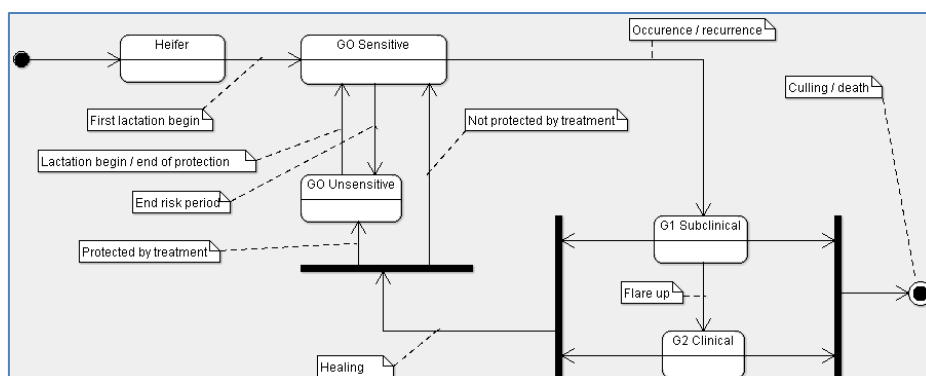 Heifer
GO Sensitive
Occurence / recurrence
Culling / death
First lactation begin
Not protected by treatment
Lactation begin / end of protection
GO Unsensitive
End risk period
G1 Subclinical
Protected by treatment
Flare up
G2 Clinical
Healing